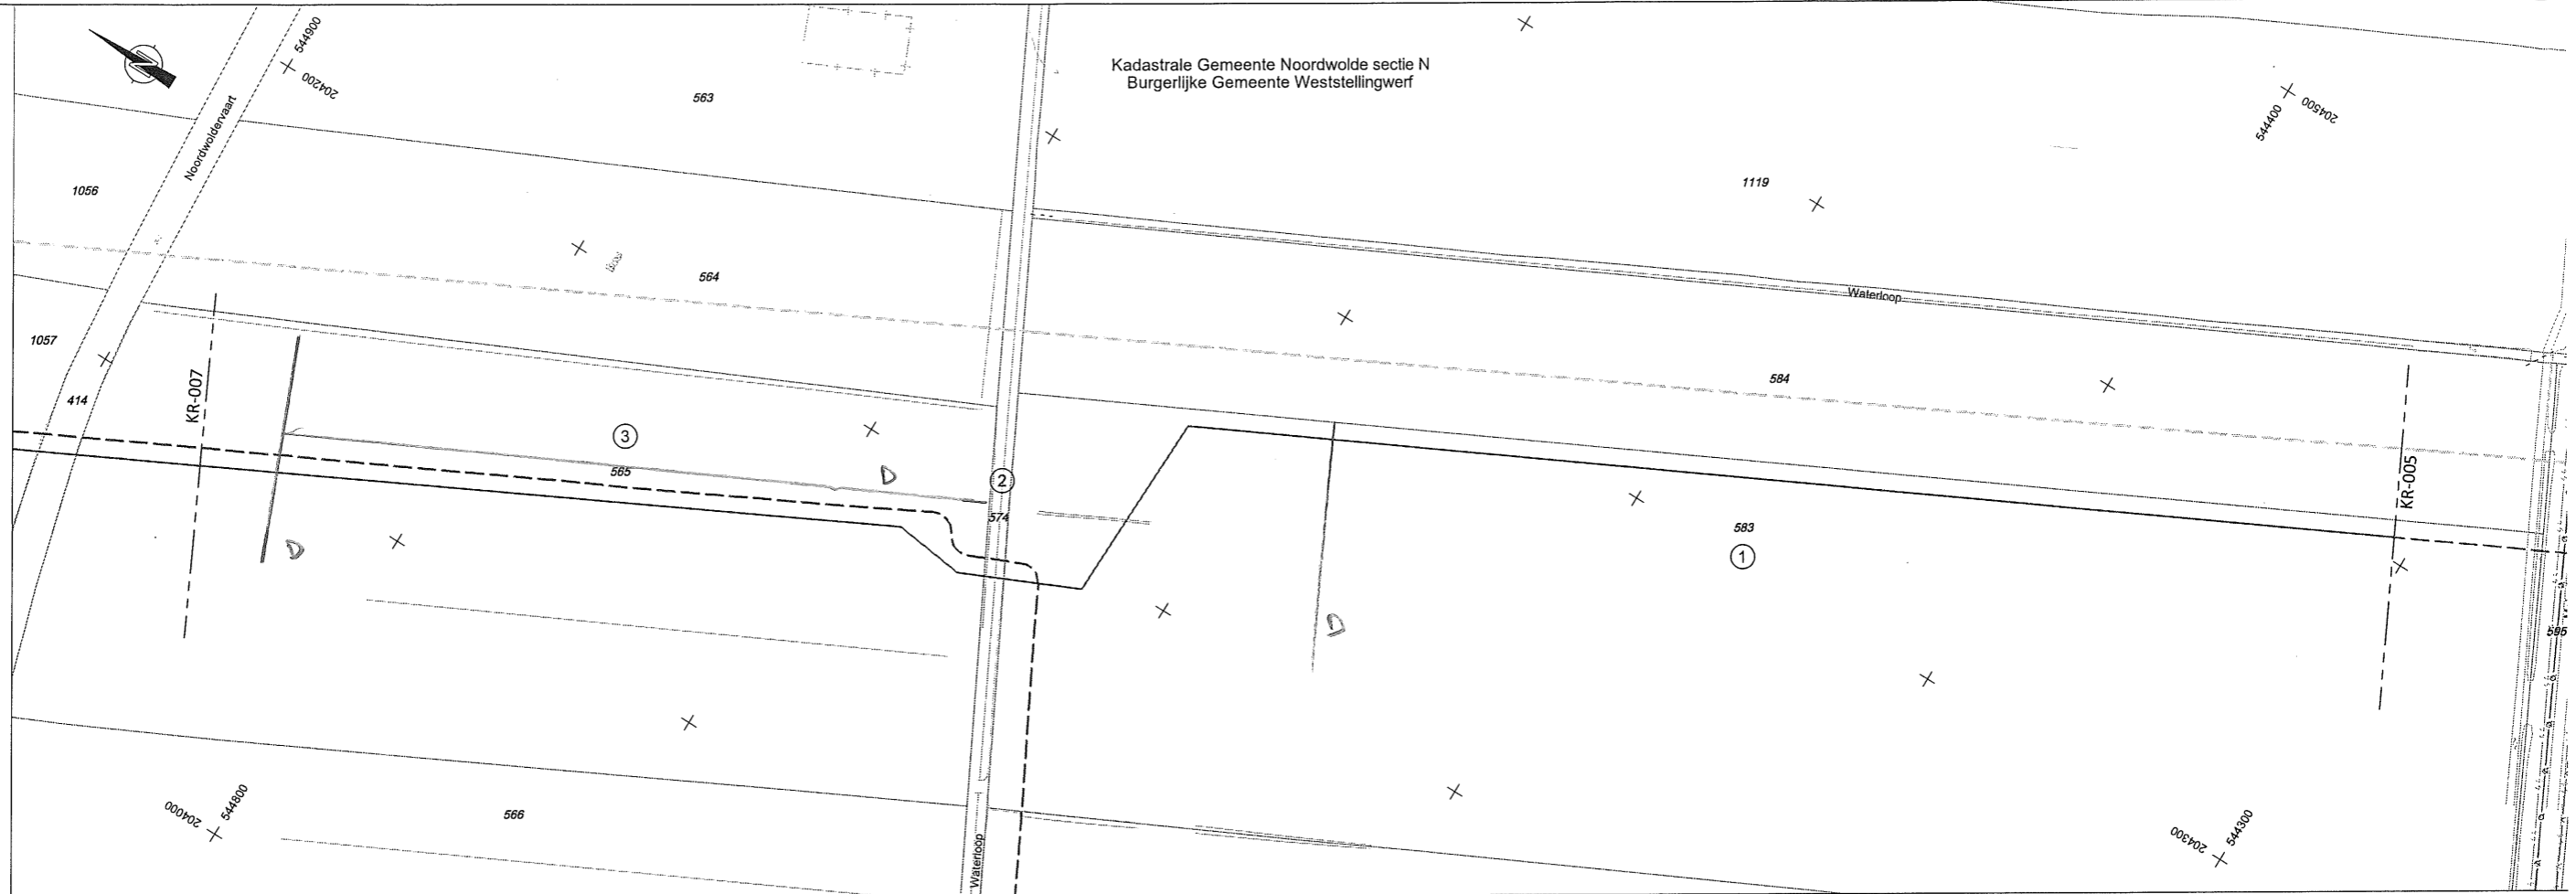 544900
204200
N
Noordwoldervaart
563
Kadastrale Gemeente Noordwolde sectie N
Burgerlijke Gemeente Weststellingwerf
544400
204500
1056
1119
564
Waterloop
1057
584
414
KR-007
3
565
D
2
574
KR-005
583
1
D
D
595
204000
544800
566
Waterloop
204300
544300